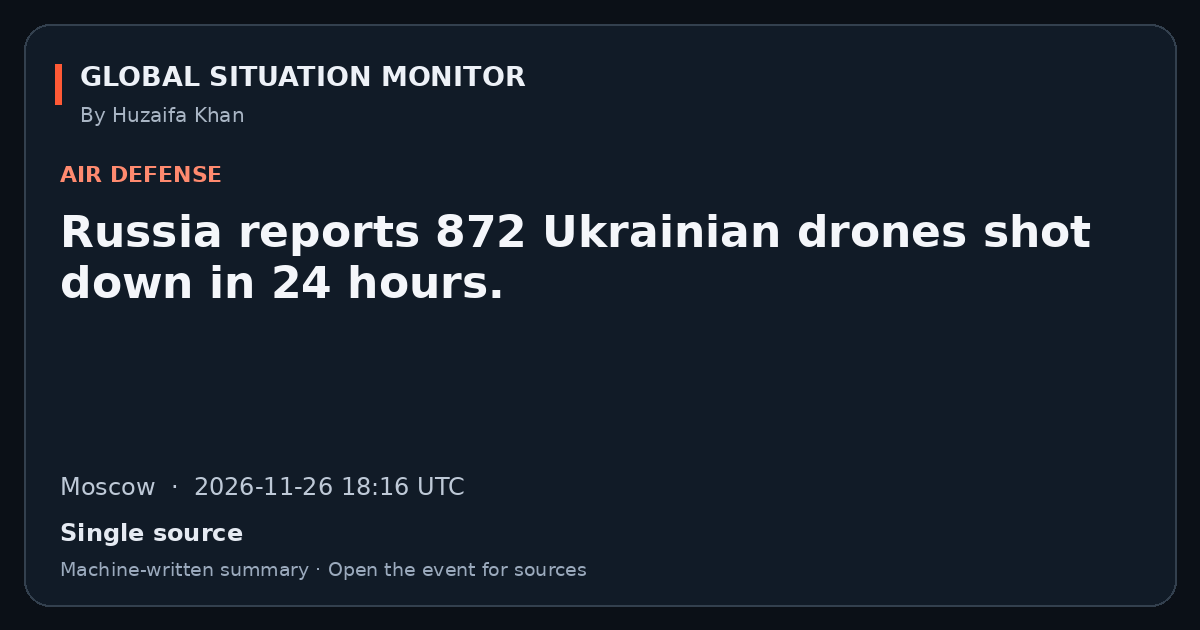 GLOBAL SITUATION MONITOR
By Huzaifa Khan
AIR DEFENSE
Russia reports 872 Ukrainian drones shot
down in 24 hours.
Moscow · 2026-11-26 18:16 UTC
Single source
Machine-written summary · Open the event for sources